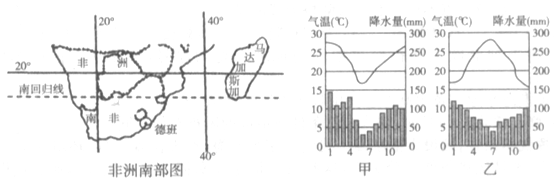 20° 40°
马
达
加
斯
加
非 洲
20°
南回归线
南 非
德班
40°
非洲南部图
气温(℃) 降水量(mm)
35 350
30 300
25 250
20 200
15 150
10 100
5 50
0 0
1 4 7 10
甲
气温(℃) 降水量(mm)
30 300
25 250
20 200
15 150
10 100
5 50
0 0
1 4 7 10
乙